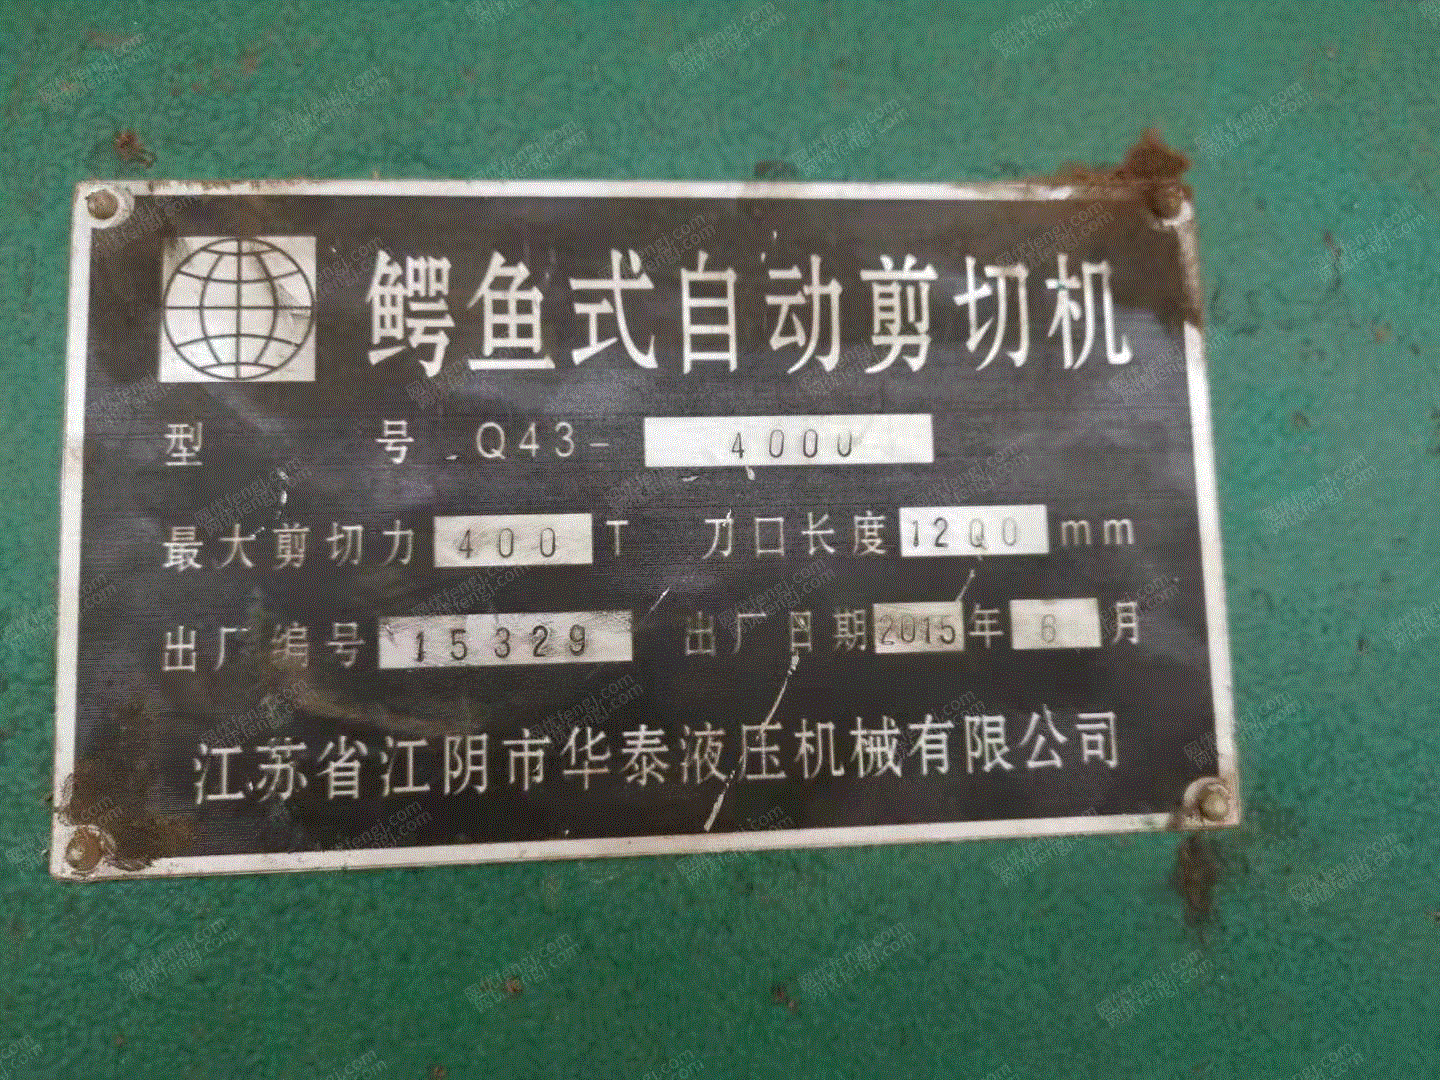 鳄鱼式自动剪切机
型 号 Q43- 4000
最大剪切力 400 T 刀口长度 1200 mm
出厂编号 15329 出厂日期 2015 年 6 月
江苏省江阴市华泰液压机械有限公司